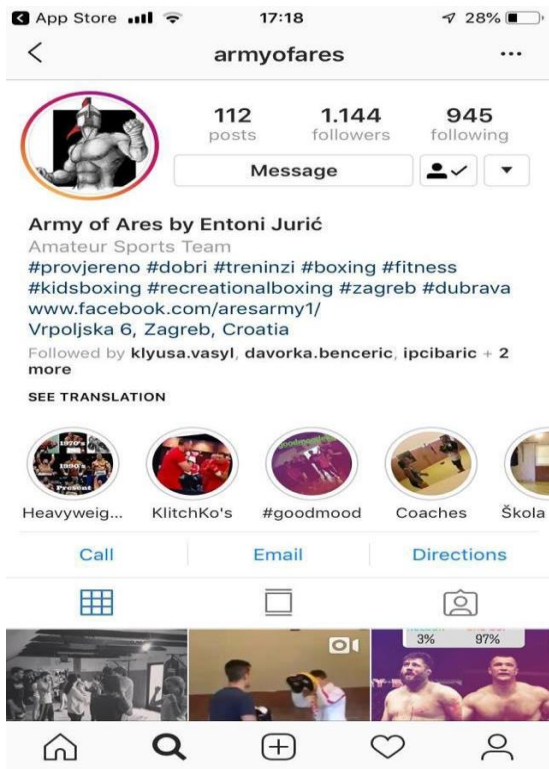 App Store 17:18 28%
armyofares
112 1.144 945
posts followers following
Message
Army of Ares by Entoni Jurić
Amateur Sports Team
#provjereno #dobri #treninzi #boxing #fitness
#kidsboxing #recreationalboxing #zagreb #dubrava
www.facebook.com/aresarmy1/
Vrpoljska 6, Zagreb, Croatia
Followed by klyusa.vasyl, davorka.benceric, ipcibaric + 2
more
SEE TRANSLATION
1970's
1990's
Present
Heavyweig... KlitchKo's #goodmood Coaches Škola
Call Email Directions
3% 97%